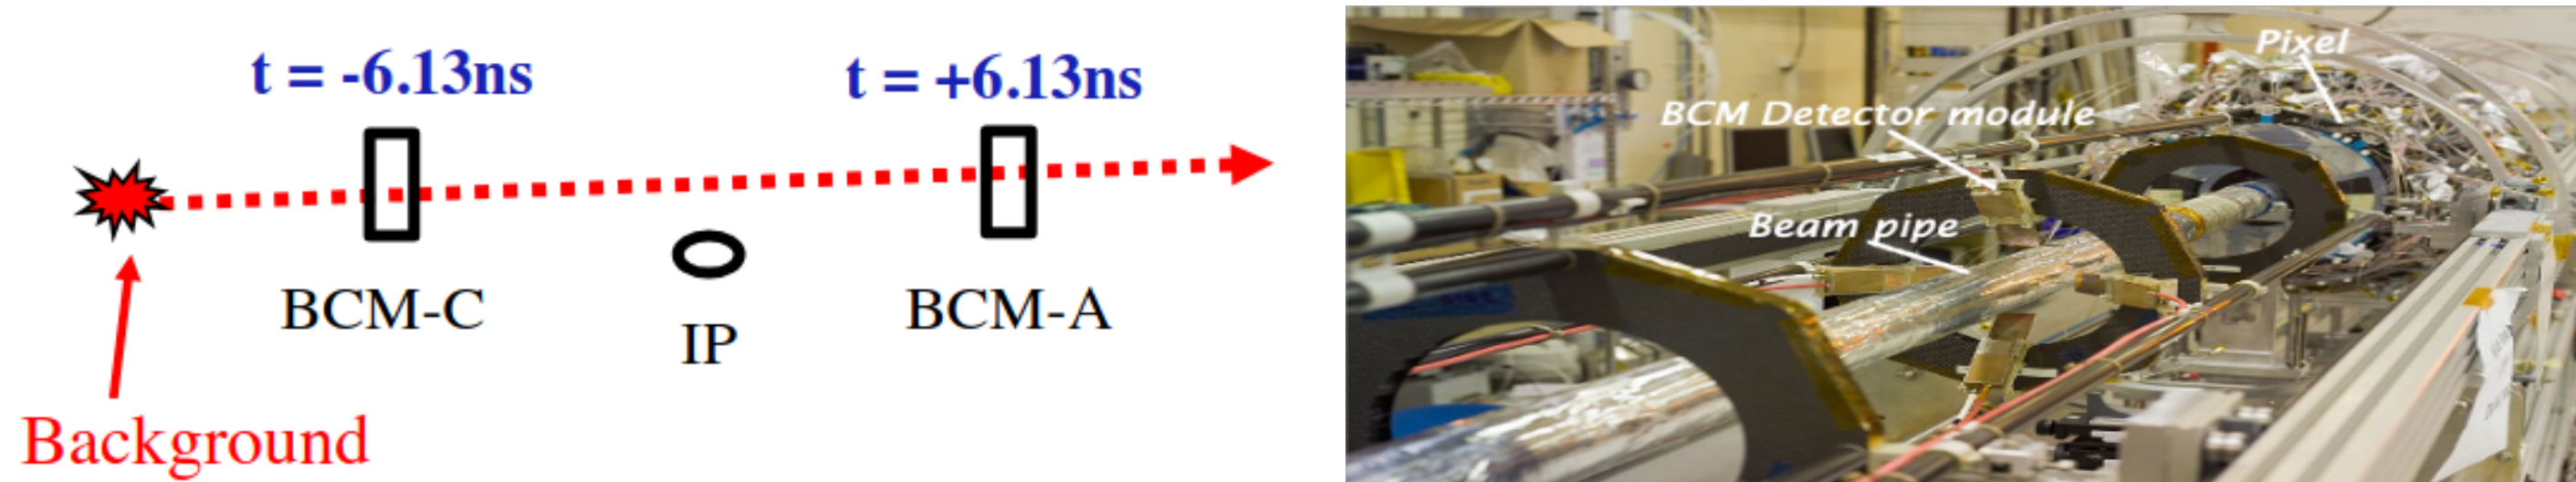 t = -6.13ns
t = +6.13ns
BCM-C
IP
BCM-A
Background
Pixel
BCM Detector module
Beam pipe